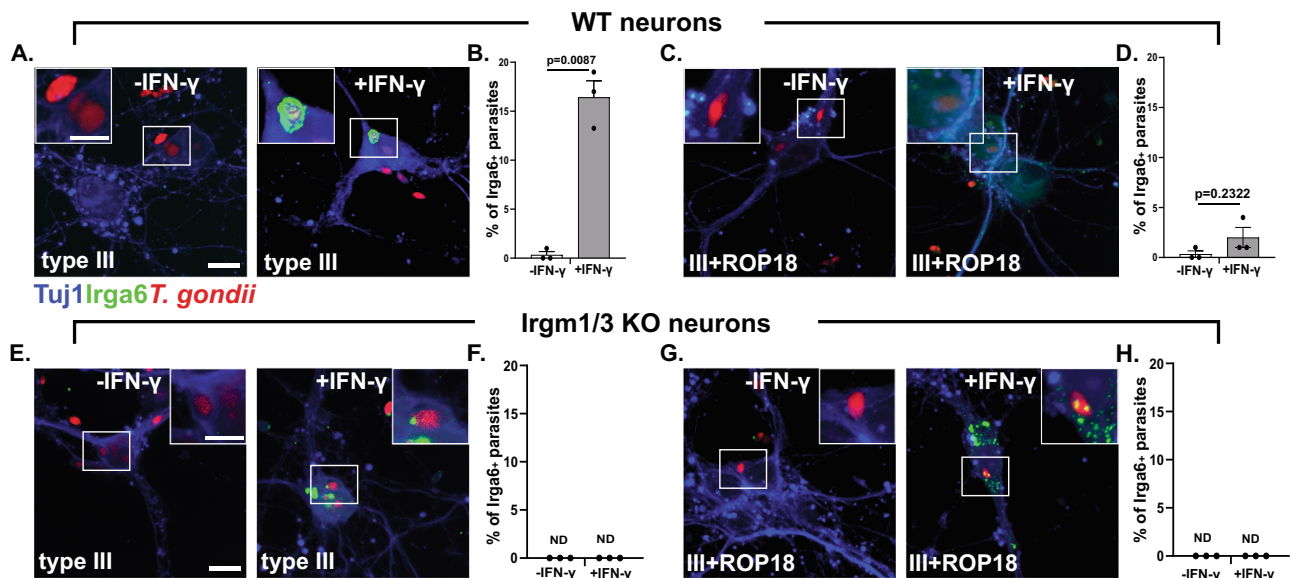 WT neurons
A.
-IFN-γ
type III
+IFN-γ
type III
Tuj1Irga6T. gondii
B.
p=0.0087
% of Irga6+ parasites
20
15
10
5
0
-IFN-γ
+IFN-γ
C.
-IFN-γ
III+ROP18
+IFN-γ
III+ROP18
D.
% of Irga6+ parasites
20
15
10
5
0
p=0.2322
-IFN-γ
+IFN-γ
Irgm1/3 KO neurons
E.
-IFN-γ
type III
+IFN-γ
type III
F.
% of Irga6+ parasites
20
15
10
5
0
ND
ND
-IFN-γ
+IFN-γ
G.
-IFN-γ
III+ROP18
+IFN-γ
III+ROP18
H.
% of Irga6+ parasites
20
15
10
5
0
ND
ND
-IFN-γ
+IFN-γ